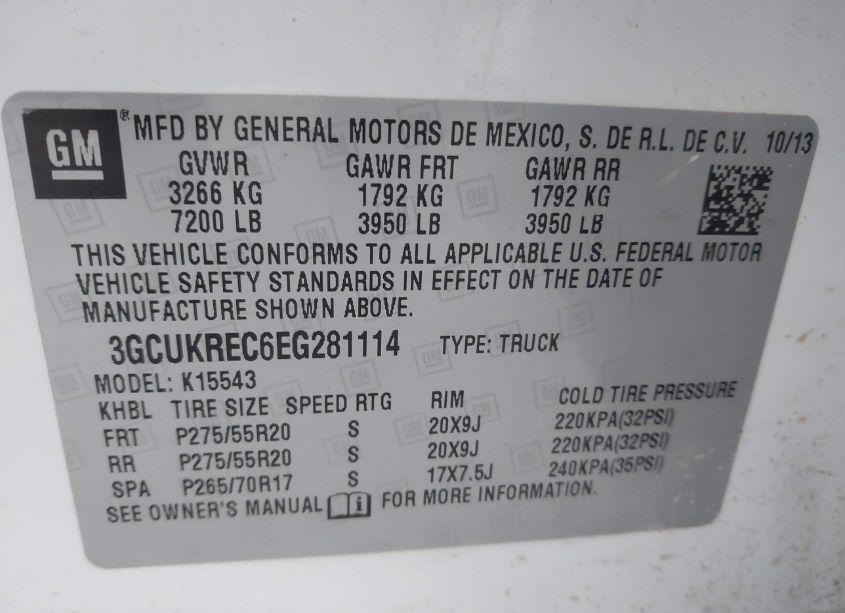 GM® MFD BY GENERAL MOTORS DE MEXICO, S. DE R.L. DE C.V. 10/13
GVWR GAWR FRT GAWR RR
3266 KG 1792 KG 1792 KG
7200 LB 3950 LB 3950 LB
THIS VEHICLE CONFORMS TO ALL APPLICABLE U.S. FEDERAL MOTOR
VEHICLE SAFETY STANDARDS IN EFFECT ON THE DATE OF
MANUFACTURE SHOWN ABOVE.
3GCUKREC6EG281114 TYPE: TRUCK
MODEL: K15543
KHBL TIRE SIZE SPEED RTG RIM COLD TIRE PRESSURE
FRT P275/55R20 S 20X9J 220KPA(32PSI)
RR P275/55R20 S 20X9J 220KPA(32PSI)
SPA P265/70R17 S 17X7.5J 240KPA(35PSI)
SEE OWNER'S MANUAL i FOR MORE INFORMATION.